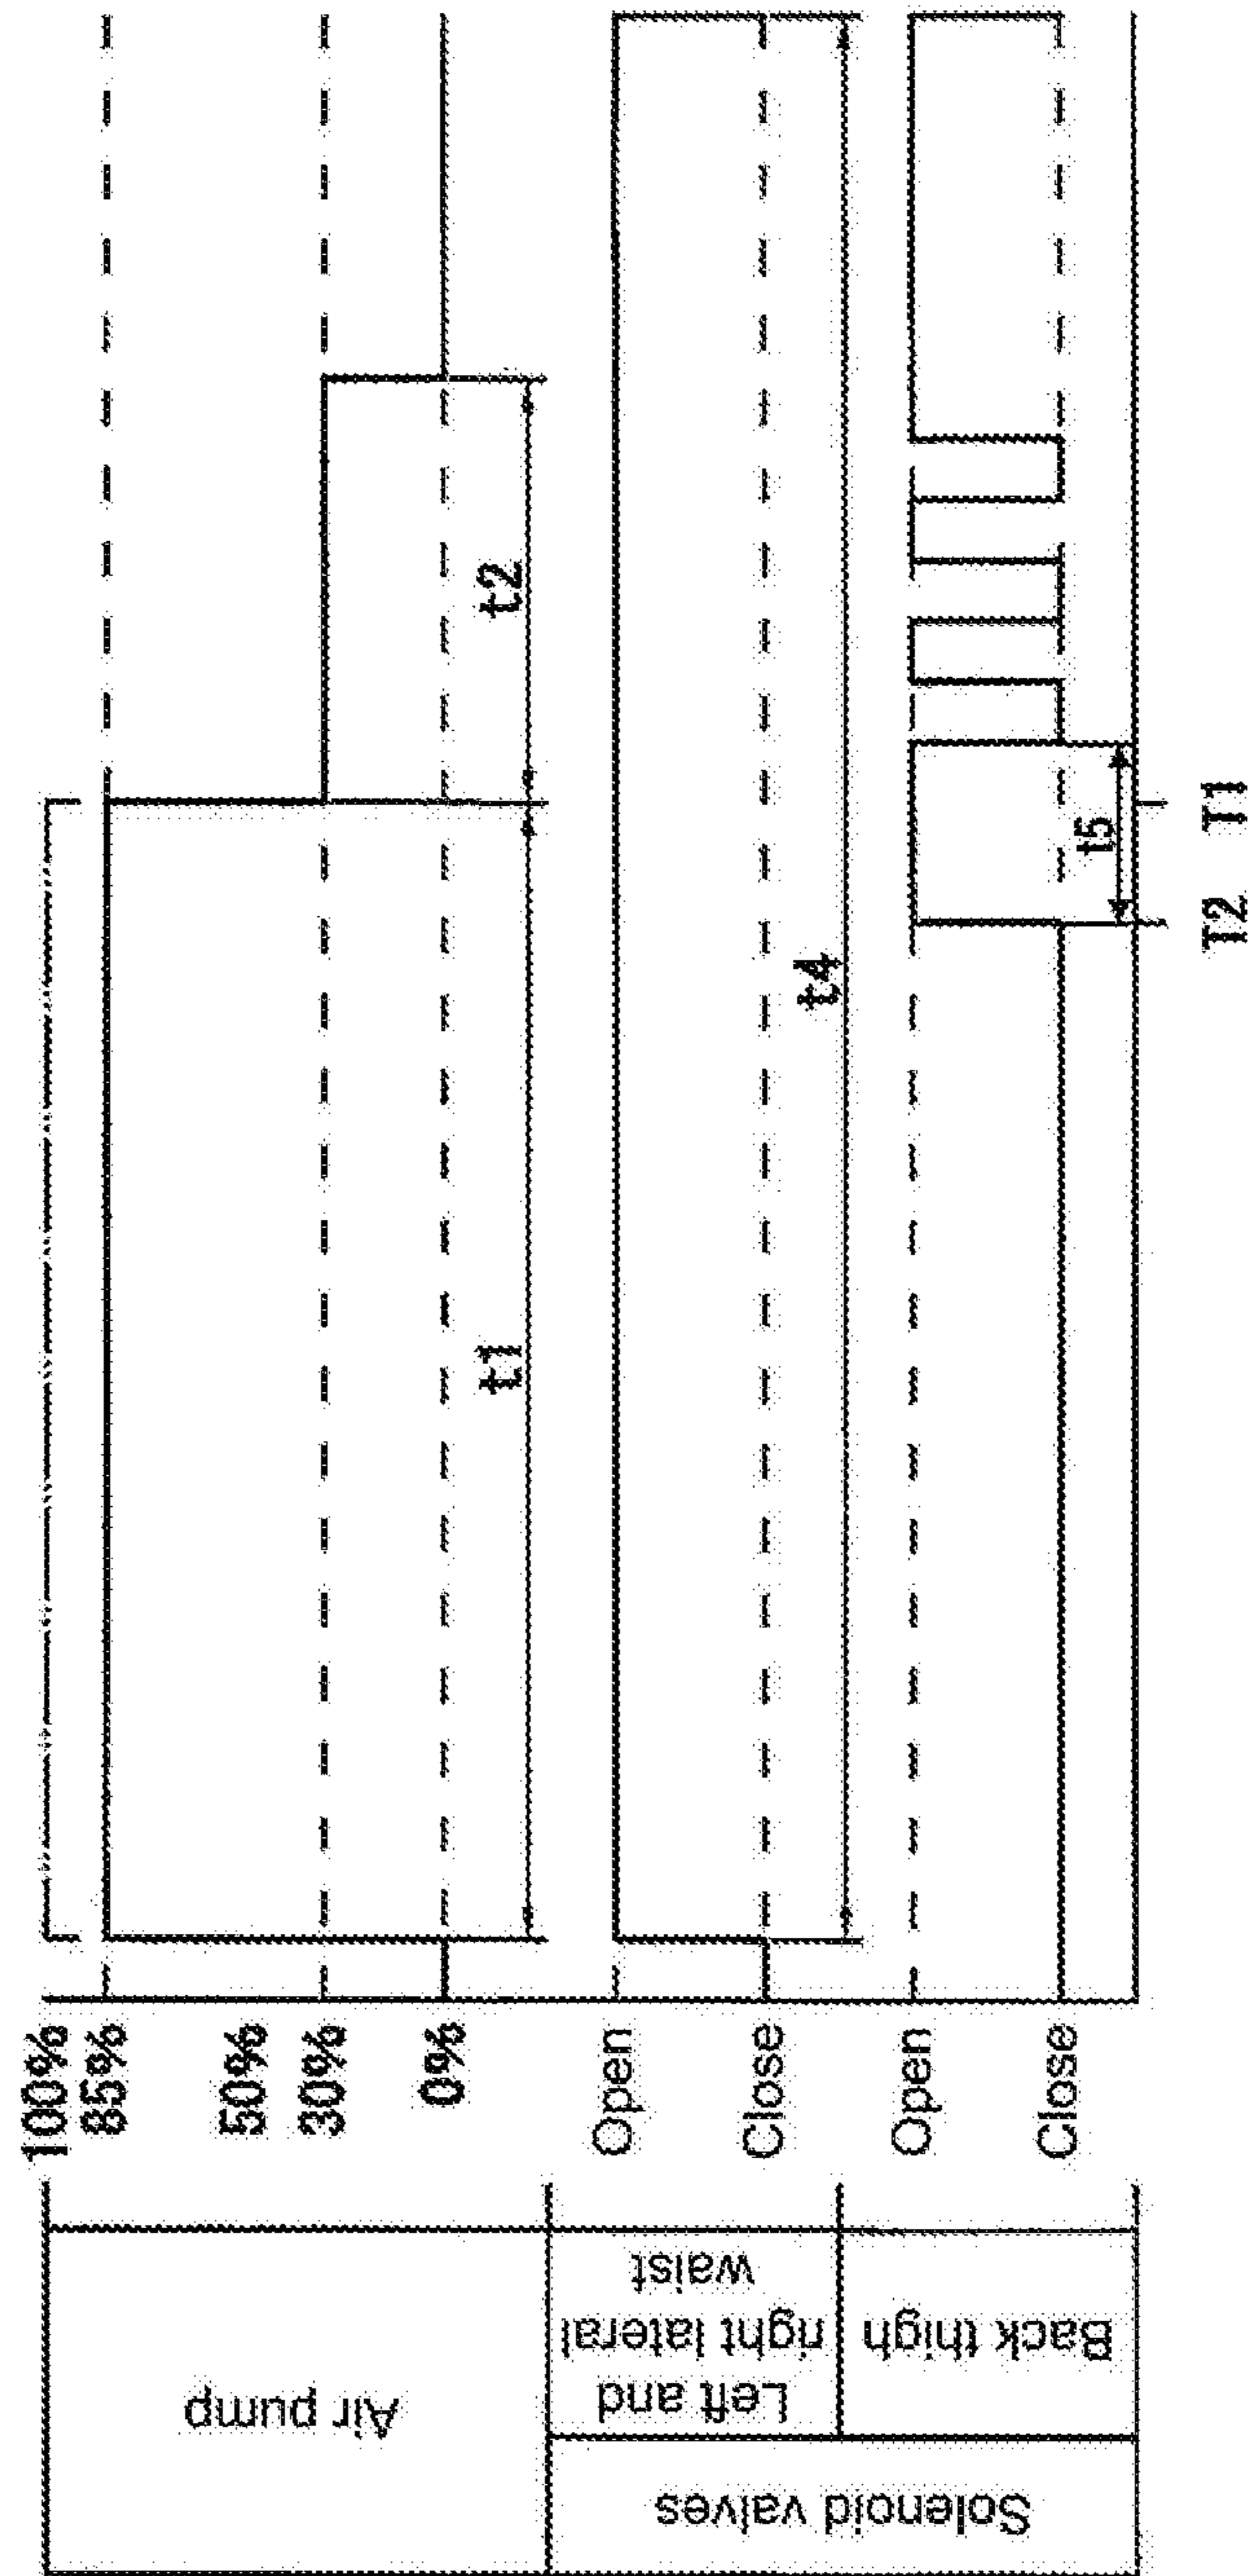 100%
85%
50%
30%
0%
Open
Close
Open
Close
Air pump
Solenoid valves
Left and
right lateral
waist
Back thigh
t1
t2
t4
t5
T2
T1